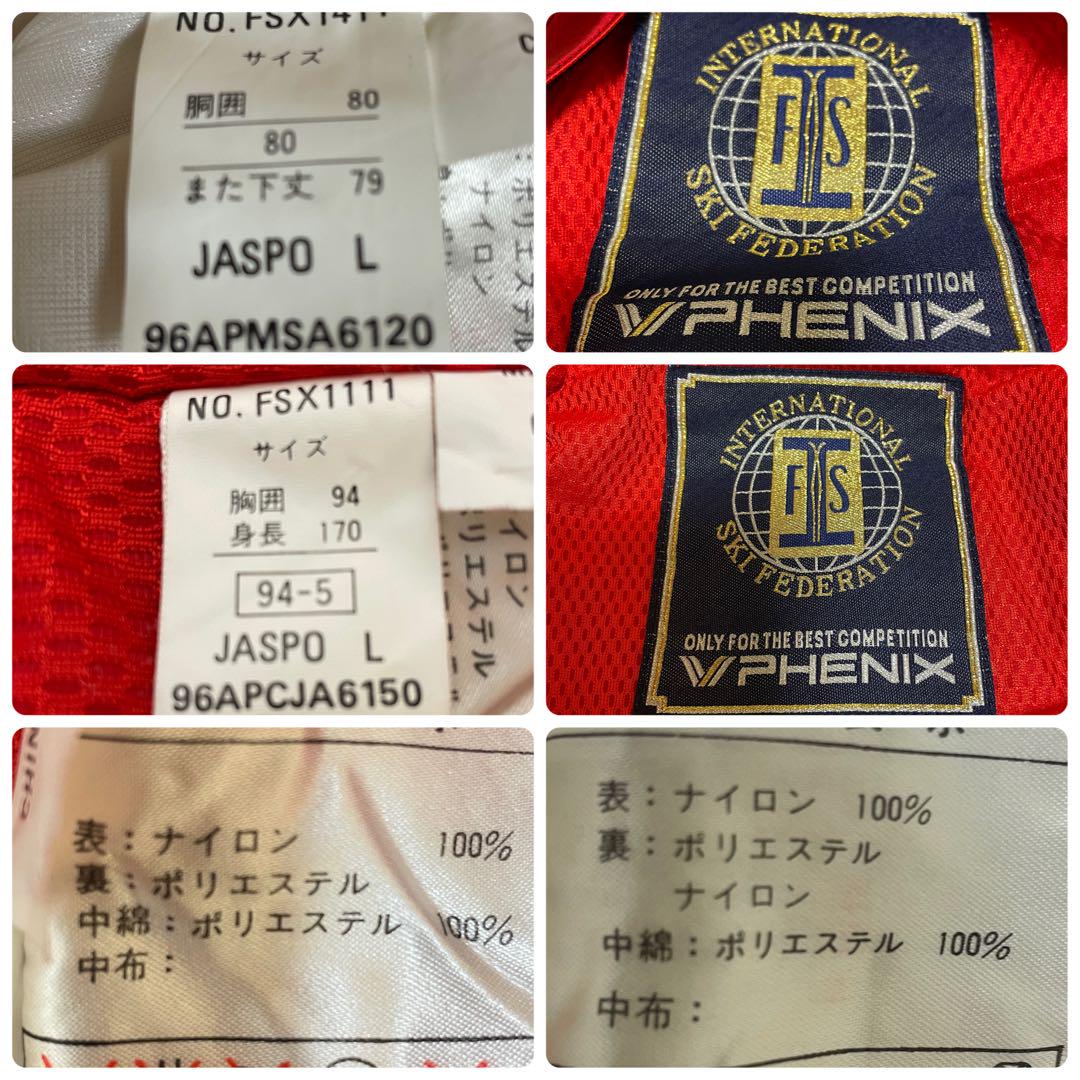 NO. FSX1411
サイズ
胴囲 80
80
また下丈 79
JASPO L
96APMSA6120
ポリエステル
ナイロン
INTERNATIONAL
FIS
SKI FEDERATION
ONLY FOR THE BEST COMPETITION
PHENIX
NO. FSX1111
サイズ
胸囲 94
身長 170
94-5
JASPO L
96APCJA6150
イロン
リエステル
INTERNATIONAL
FIS
SKI FEDERATION
ONLY FOR THE BEST COMPETITION
PHENIX
CHIN
表：ナイロン 100%
裏：ポリエステル
中綿：ポリエステル 100%
中布：
表：ナイロン 100%
裏：ポリエステル
ナイロン
中綿：ポリエステル 100%
中布：